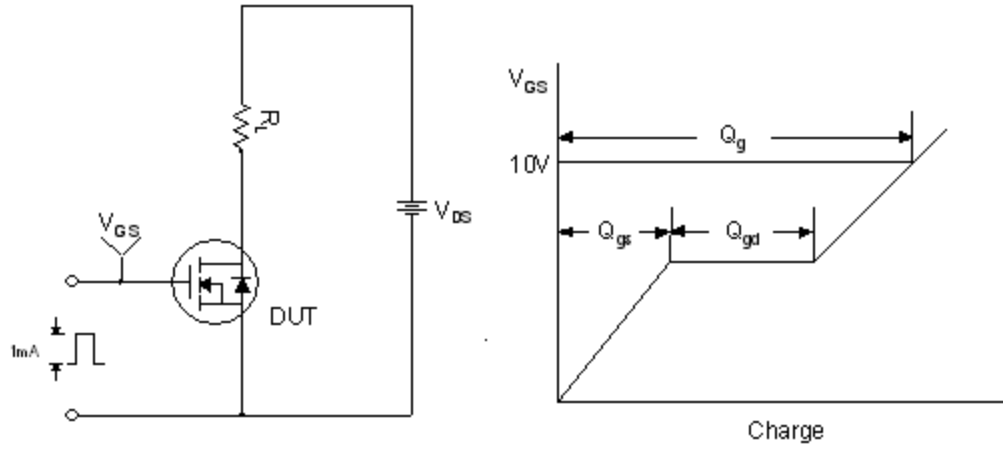 RL
VDS
VGS
DUT
1mA
VGS
Qg
10V
Qgs
Qgd
Charge